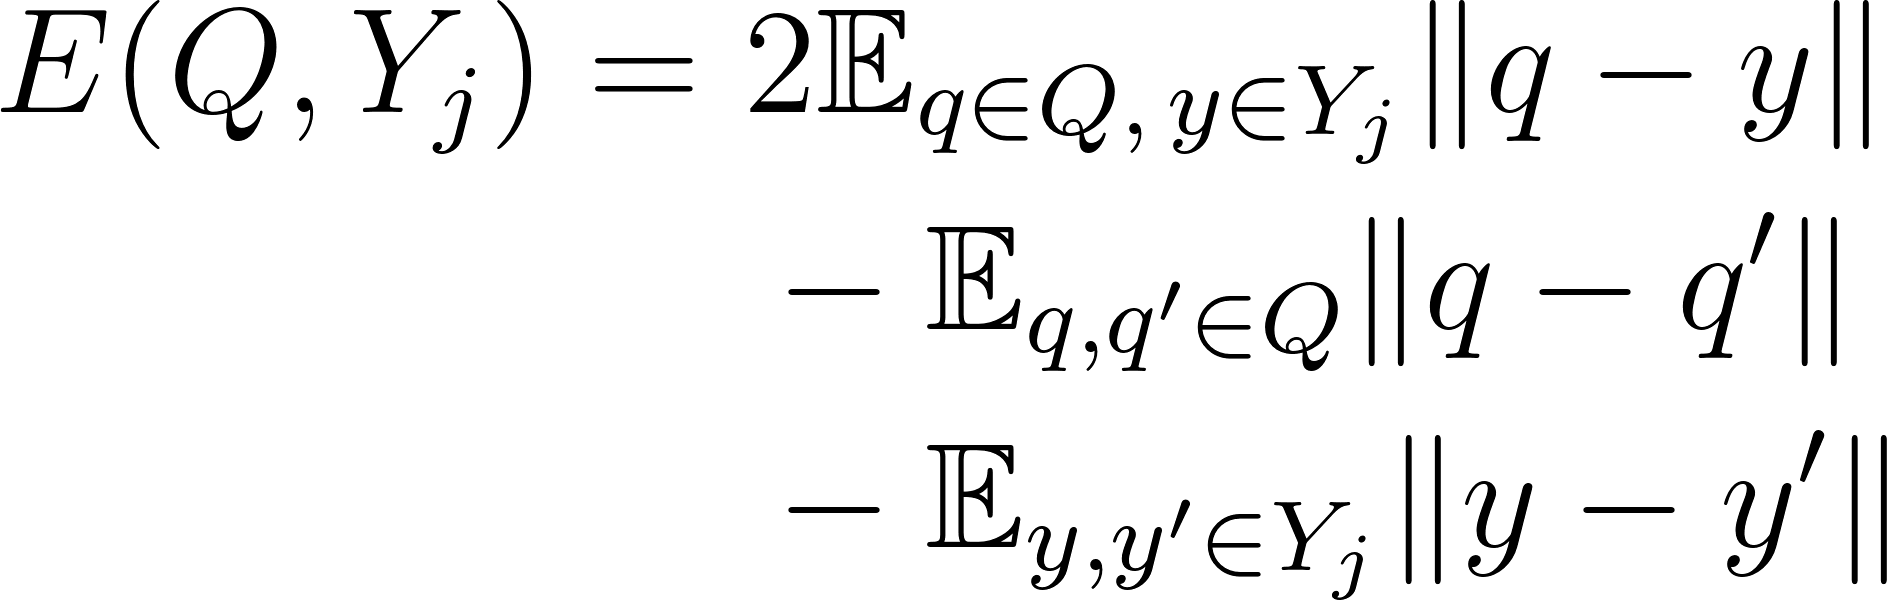 E(Q, Y_j) = 2𝔼_{q∈Q, y∈Y_j} ‖q − y‖
− 𝔼_{q,q′∈Q} ‖q − q′‖
− 𝔼_{y,y′∈Y_j} ‖y − y′‖